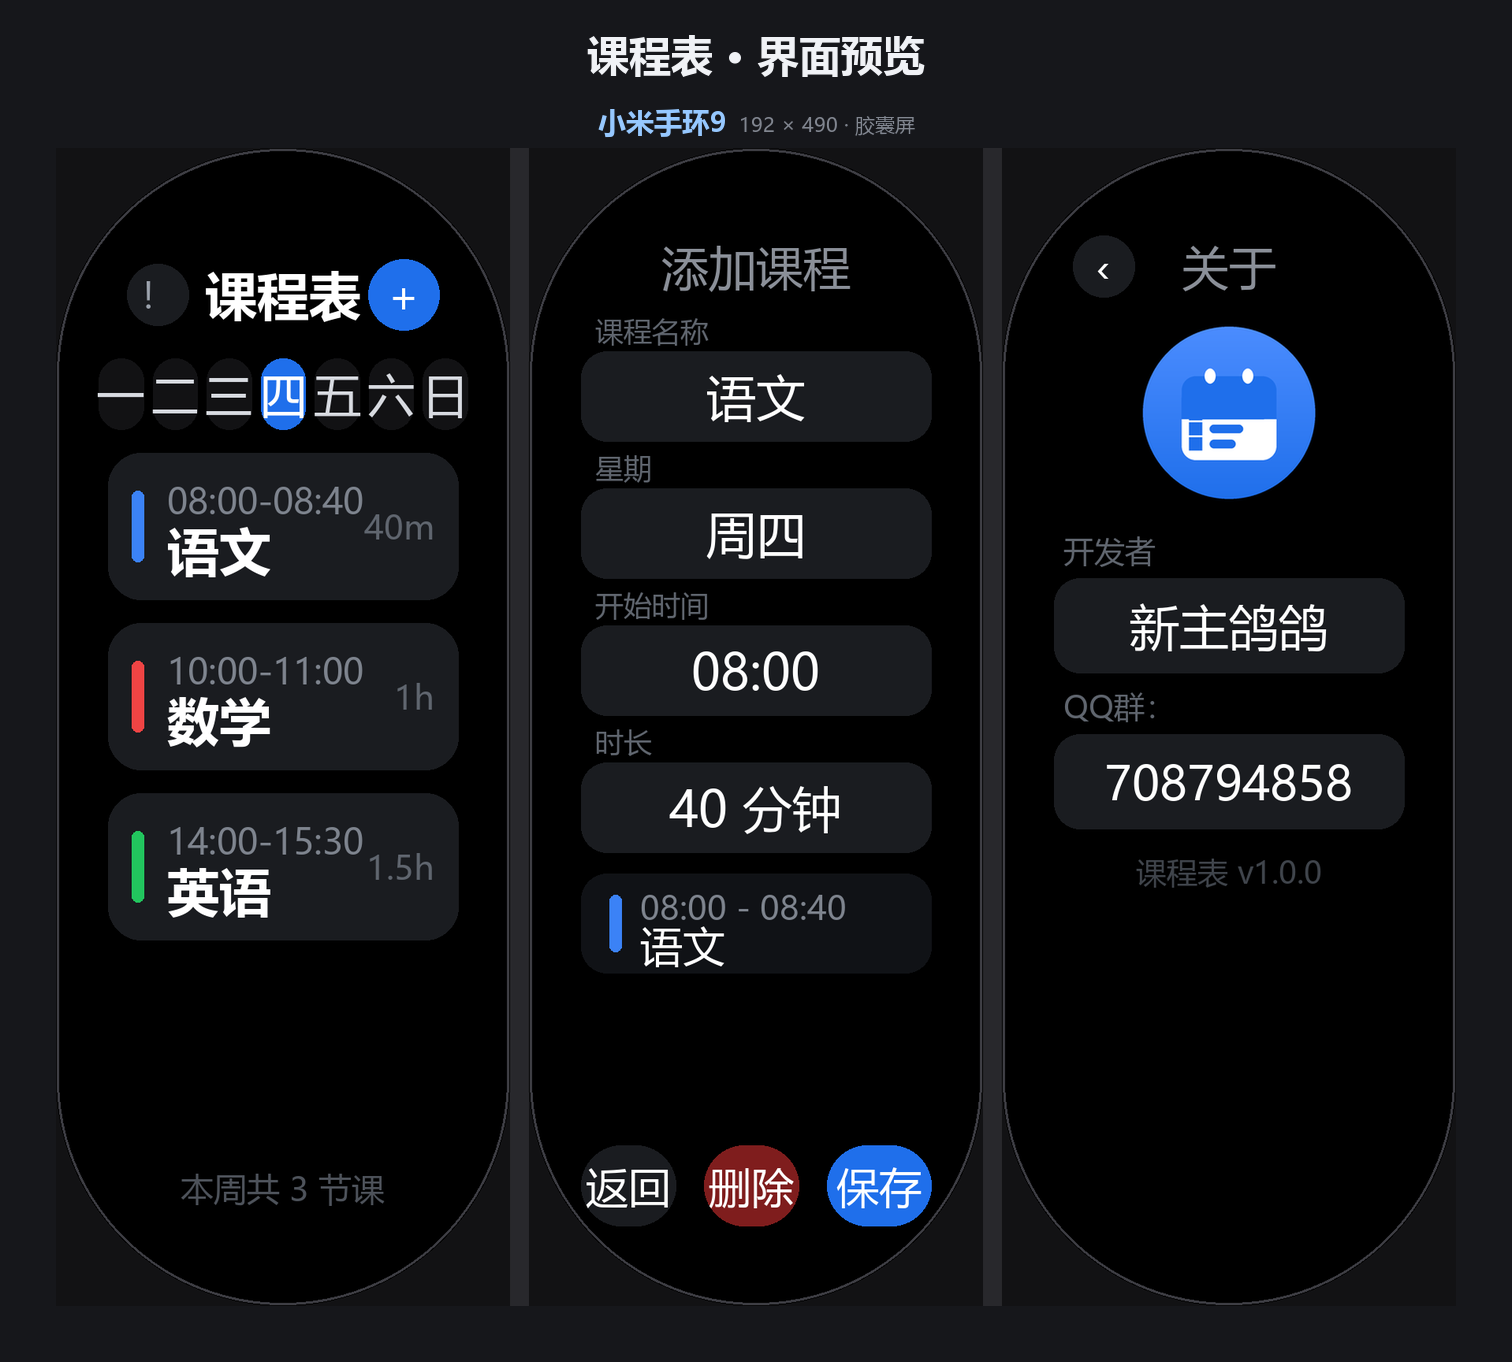 课程表 • 界面预览
小米手环9 192 × 490 · 胶囊屏
! 课程表 +
一 二 三 四 五 六 日
08:00-08:40
40m
语文
10:00-11:00
1h
数学
14:00-15:30
1.5h
英语
本周共 3 节课
添加课程
课程名称
语文
星期
周四
开始时间
08:00
时长
40 分钟
08:00 - 08:40
语文
返回 删除 保存
‹ 关于
开发者
新主鸽鸽
QQ群:
708794858
课程表 v1.0.0